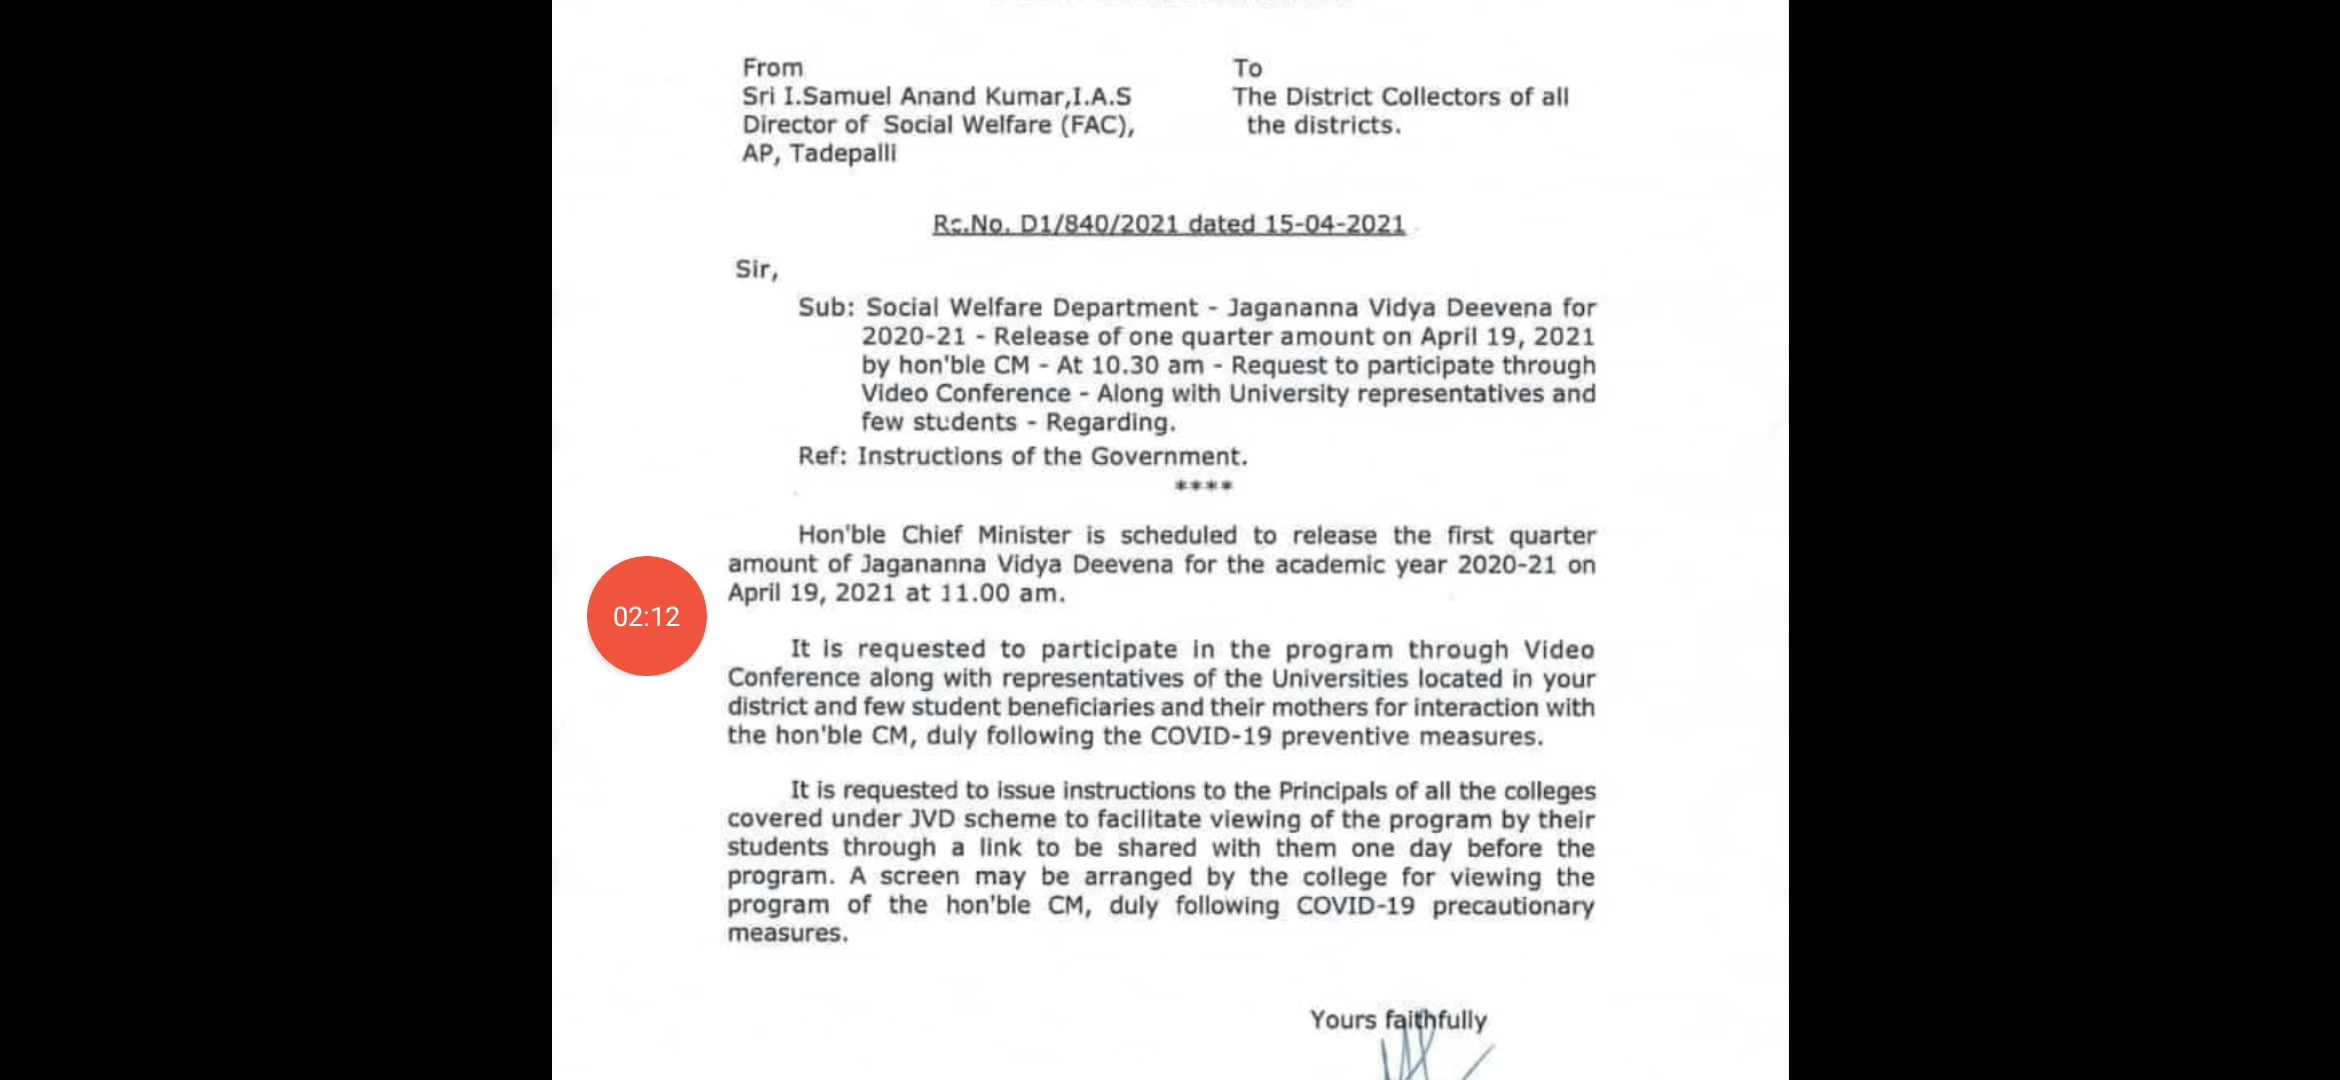 From
Sri I.Samuel Anand Kumar,I.A.S
Director of Social Welfare (FAC),
AP, Tadepalli
To
The District Collectors of all
the districts.
Rc.No. D1/840/2021 dated 15-04-2021
Sir,
Sub: Social Welfare Department - Jagananna Vidya Deevena for
2020-21 - Release of one quarter amount on April 19, 2021
by hon'ble CM - At 10.30 am - Request to participate through
Video Conference - Along with University representatives and
few students - Regarding.
Ref: Instructions of the Government.
****
Hon'ble Chief Minister is scheduled to release the first quarter
amount of Jagananna Vidya Deevena for the academic year 2020-21 on
April 19, 2021 at 11.00 am.
02:12
It is requested to participate in the program through Video
Conference along with representatives of the Universities located in your
district and few student beneficiaries and their mothers for interaction with
the hon'ble CM, duly following the COVID-19 preventive measures.
It is requested to issue instructions to the Principals of all the colleges
covered under JVD scheme to facilitate viewing of the program by their
students through a link to be shared with them one day before the
program. A screen may be arranged by the college for viewing the
program of the hon'ble CM, duly following COVID-19 precautionary
measures.
Yours faithfully